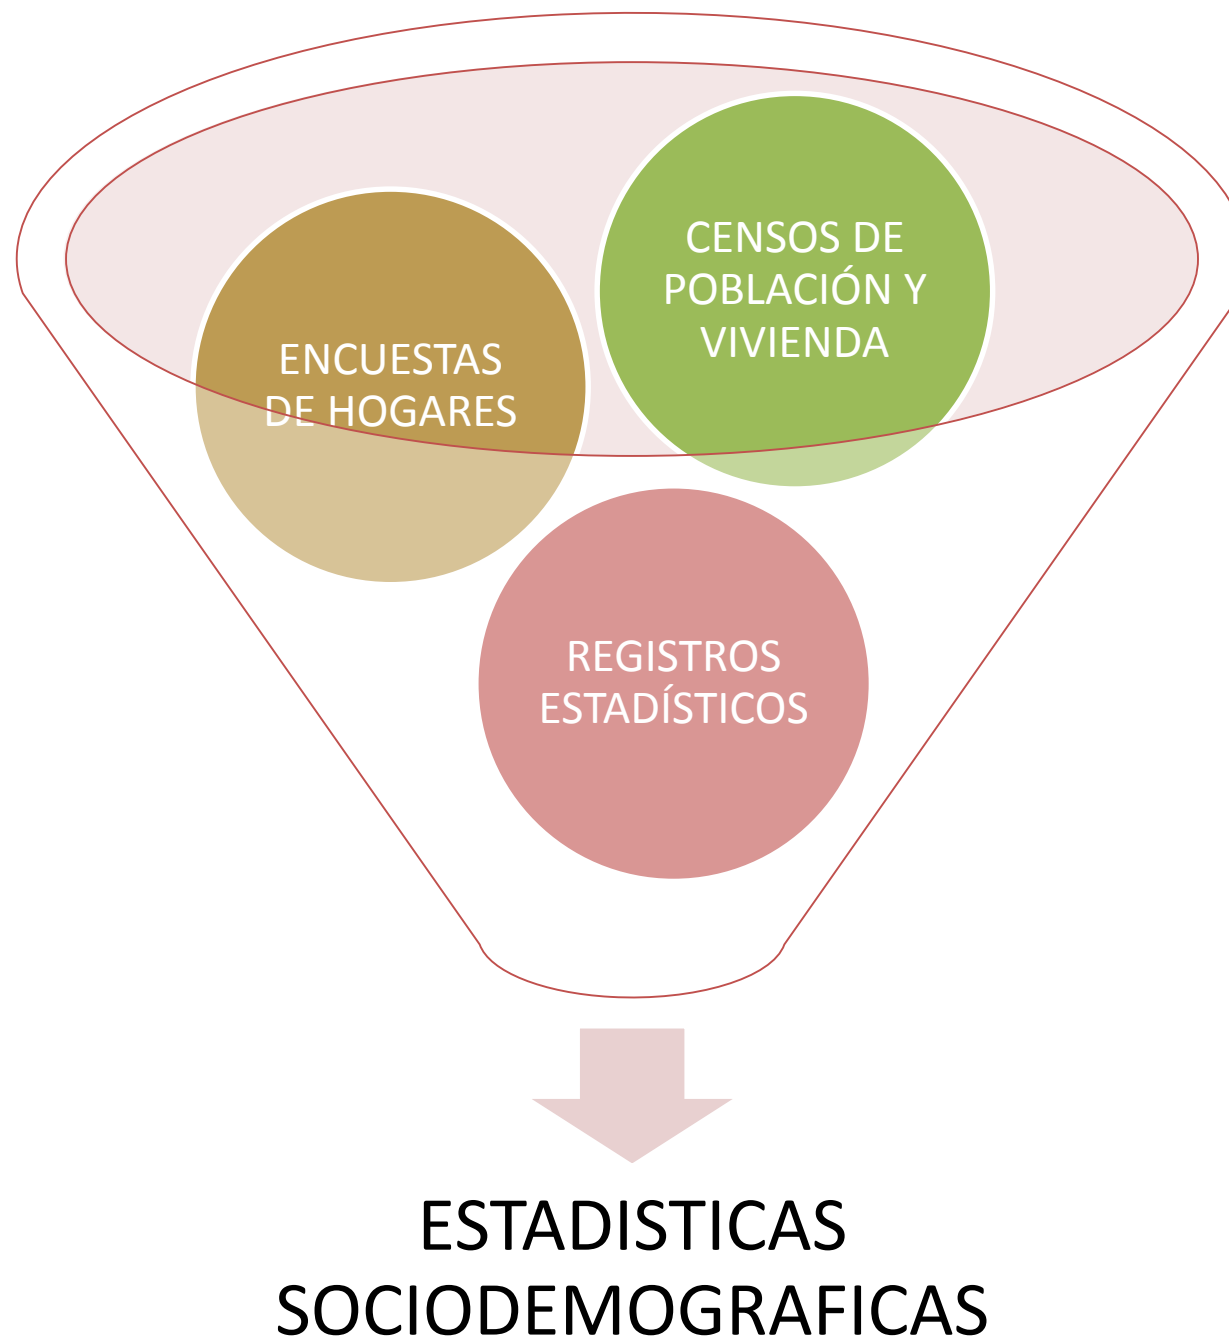 CENSOS DE
POBLACIÓN Y
VIVIENDA
ENCUESTAS
DE HOGARES
REGISTROS
ESTADÍSTICOS
ESTADISTICAS
SOCIODEMOGRAFICAS